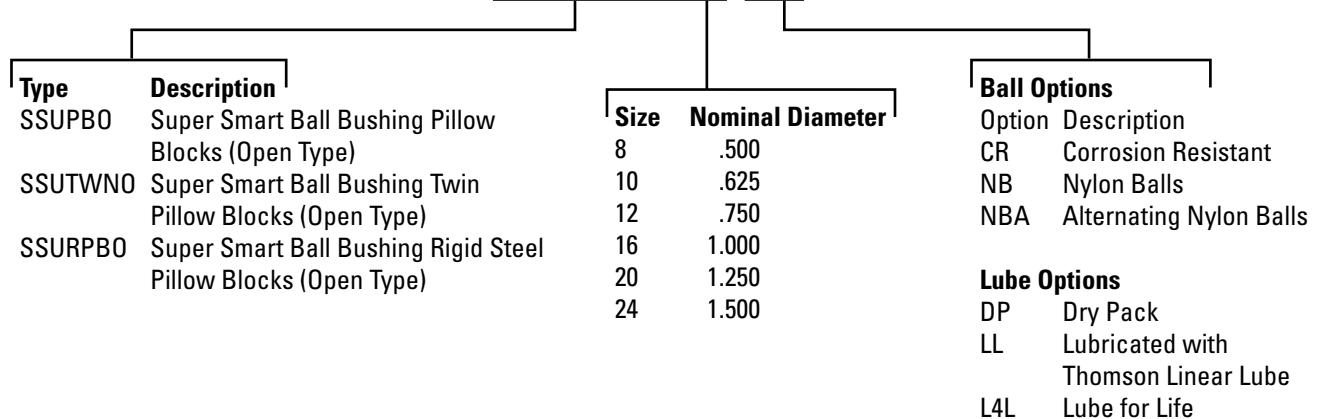 Type Description
SSUPBO Super Smart Ball Bushing Pillow
Blocks (Open Type)
SSUTWNO Super Smart Ball Bushing Twin
Pillow Blocks (Open Type)
SSURPBO Super Smart Ball Bushing Rigid Steel
Pillow Blocks (Open Type)
Size Nominal Diameter
8 .500
10 .625
12 .750
16 1.000
20 1.250
24 1.500
Ball Options
Option Description
CR Corrosion Resistant
NB Nylon Balls
NBA Alternating Nylon Balls
Lube Options
DP Dry Pack
LL Lubricated with
Thomson Linear Lube
L4L Lube for Life